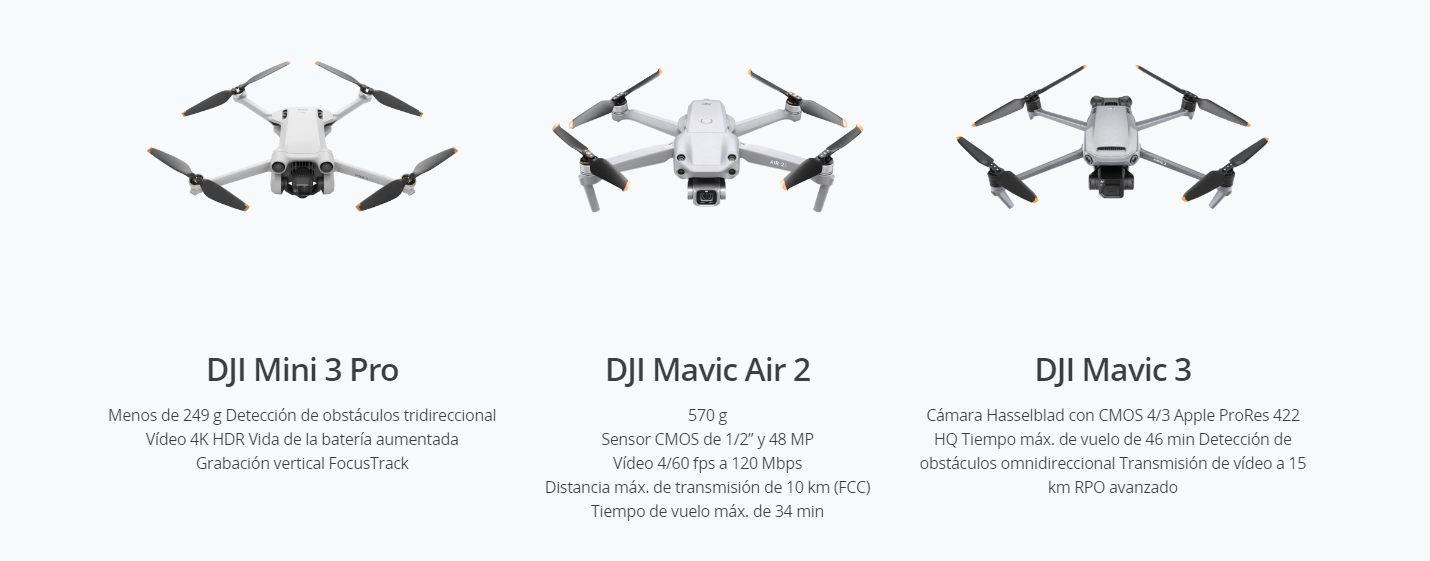 DJI Mini 3 Pro
Menos de 249 g Detección de obstáculos tridireccional
Vídeo 4K HDR Vida de la batería aumentada
Grabación vertical FocusTrack
DJI Mavic Air 2
570 g
Sensor CMOS de 1/2” y 48 MP
Vídeo 4/60 fps a 120 Mbps
Distancia máx. de transmisión de 10 km (FCC)
Tiempo de vuelo máx. de 34 min
DJI Mavic 3
Cámara Hasselblad con CMOS 4/3 Apple ProRes 422
HQ Tiempo máx. de vuelo de 46 min Detección de
obstáculos omnidireccional Transmisión de vídeo a 15
km RPO avanzado